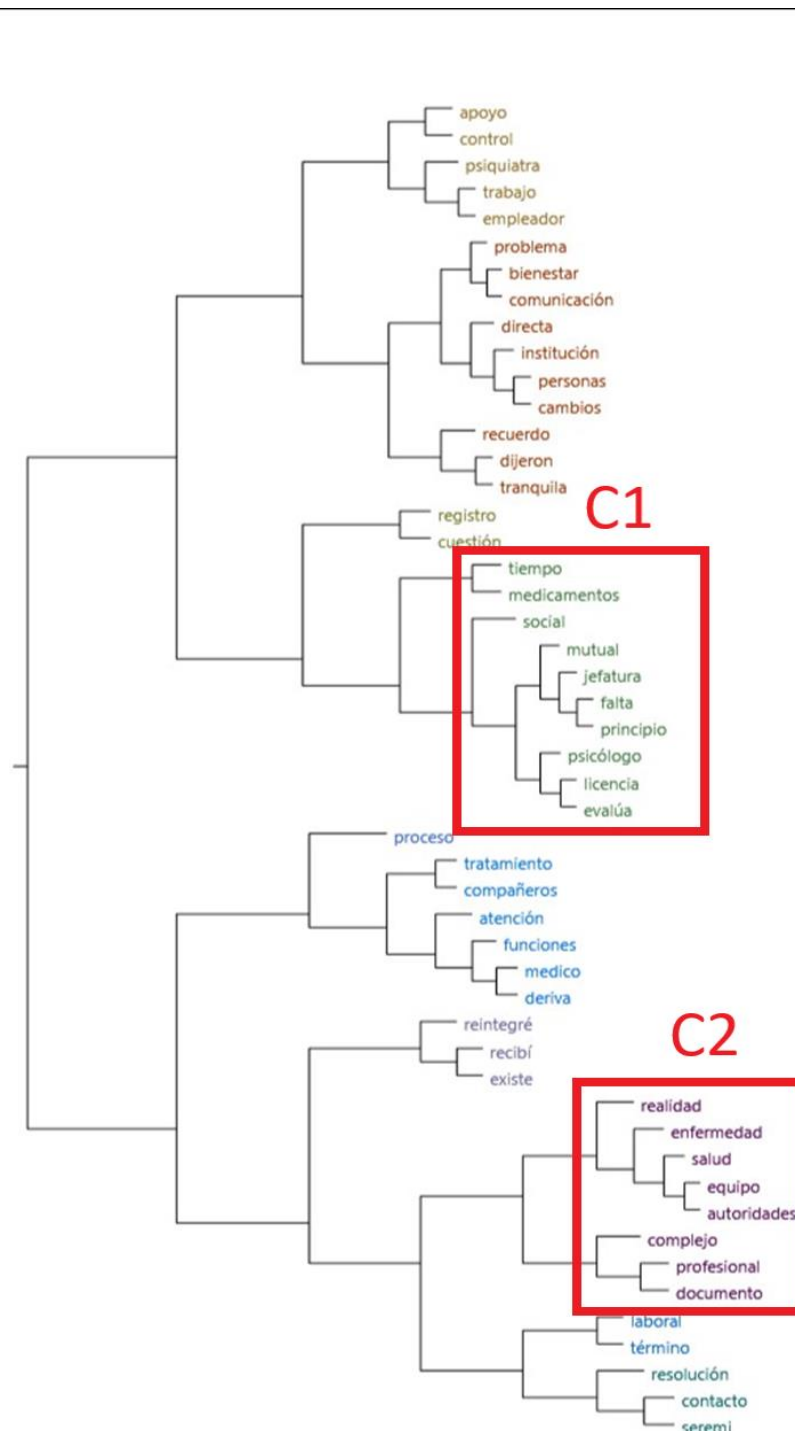 apoyo
control
psiquiatra
trabajo
empleador
problema
bienestar
comunicación
directa
institución
personas
cambios
recuerdo
dijeron
tranquila
C1
registro
cuestión
tiempo
medicamentos
social
mutual
jefatura
falta
principio
psicólogo
licencia
evalúa
proceso
tratamiento
compañeros
atención
funciones
medico
deriva
reintegré
C2
recibí
existe
realidad
enfermedad
salud
equipo
autoridades
complejo
profesional
documento
laboral
término
resolución
contacto
seremi